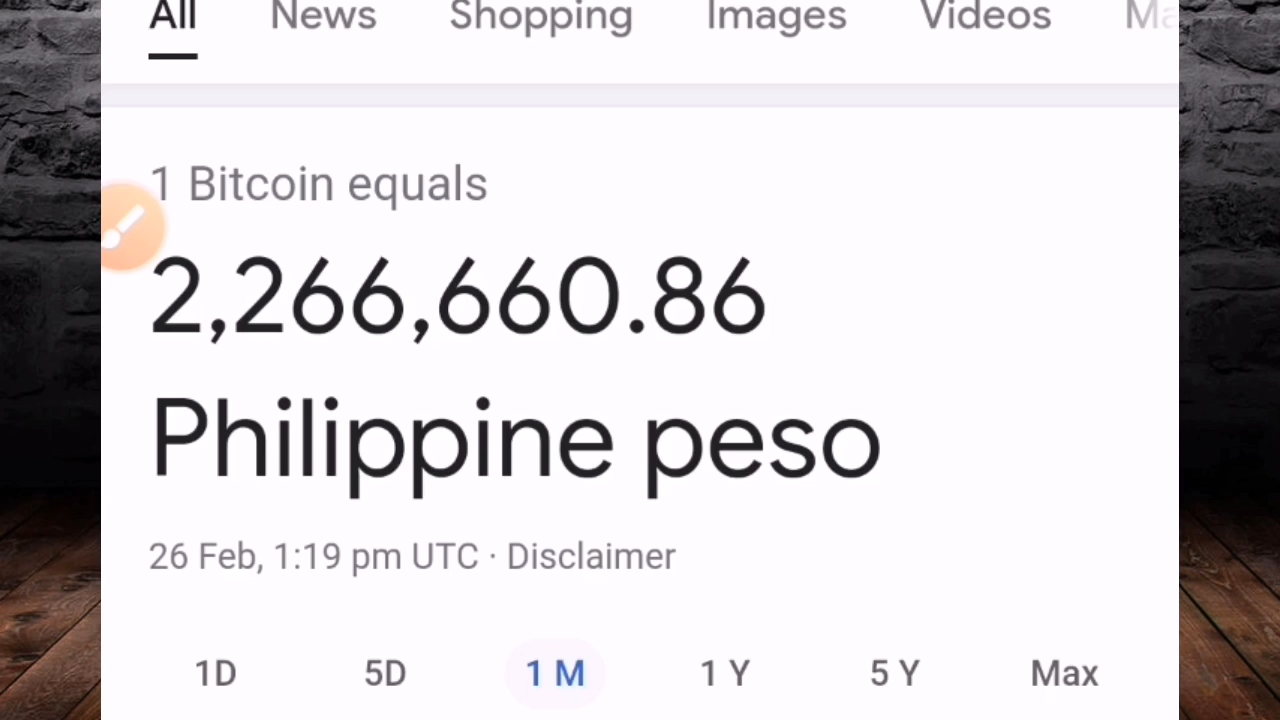 All News Shopping Images Videos
1 Bitcoin equals
2,266,660.86
Philippine peso
26 Feb, 1:19 pm UTC · Disclaimer
1D 5D 1 M 1 Y 5 Y Max